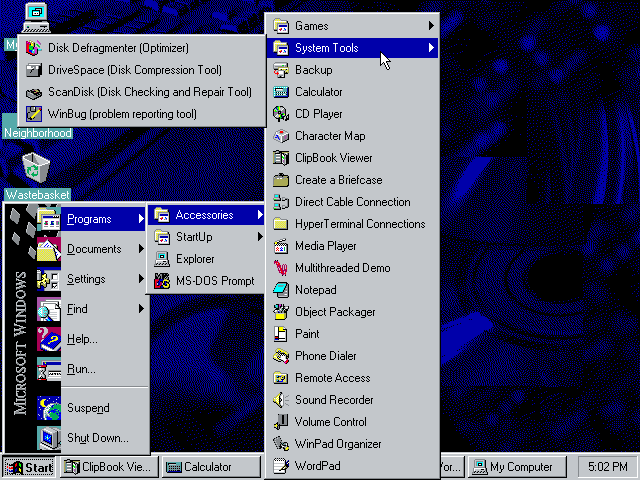 Disk Defragmenter (Optimizer)
DriveSpace (Disk Compression Tool)
ScanDisk (Disk Checking and Repair Tool)
WinBug (problem reporting tool)
Neighborhood
Wastebasket
Games
System Tools
Backup
Calculator
CD Player
Character Map
ClipBook Viewer
Create a Briefcase
Direct Cable Connection
HyperTerminal Connections
Media Player
Multithreaded Demo
Notepad
Object Packager
Paint
Phone Dialer
Remote Access
Sound Recorder
Volume Control
WinPad Organizer
WordPad
Accessories
StartUp
Explorer
MS-DOS Prompt
Programs
Documents
Settings
Find
Help...
Run...
Suspend
Shut Down...
Microsoft Windows
Start
ClipBook Vie...
Calculator
My Computer
5:02 PM